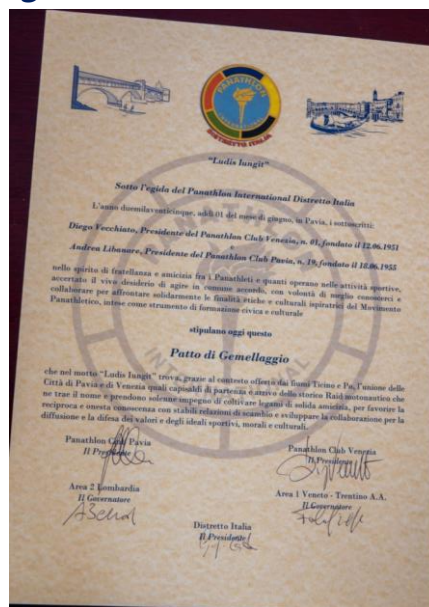 PANATHLON
INTERNATIONAL
DISTRETTO ITALIA
"Ludis Iungit"
Sotto l'egida del Panathlon International Distretto Italia
L'anno duemilaventicinque, addì 01 del mese di giugno, in Pavia, i sottoscritti:
Diego Vecchiato, Presidente del Panathlon Club Venezia, n. 01, fondato il 12.06.1951
Andrea Libanore, Presidente del Panathlon Club Pavia, n. 19, fondato il 18.06.1955
nello spirito di fratellanza e amicizia fra i Panathleti e quanti operano nelle attività sportive,
accertato il vivo desiderio di agire in comune accordo, con volontà di meglio conoscersi e
collaborare per affrontare solidarmente le finalità etiche e culturali ispiratrici del Movimento
Panathletico, intese come strumento di formazione civica e culturale
stipulano oggi questo
Patto di Gemellaggio
che nel motto "Ludis Iungit" trova, grazie al contesto offerto dai fiumi Ticino e Po, l'unione delle
Città di Pavia e di Venezia quali capisaldi di partenza e arrivo dello storico Raid motonautico che
ne trae il nome e prendono solenne impegno di coltivare legami di solida amicizia, per favorire la
reciproca e onesta conoscenza con stabili relazioni di scambio e sviluppare la collaborazione per la
diffusione e la difesa dei valori e degli ideali sportivi, morali e culturali.
Panathlon Club Pavia
Il Presidente
Panathlon Club Venezia
Il Presidente
Area 2 Lombardia
Il Governatore
Area 1 Veneto - Trentino A.A.
Il Governatore
Distretto Italia
Il Presidente